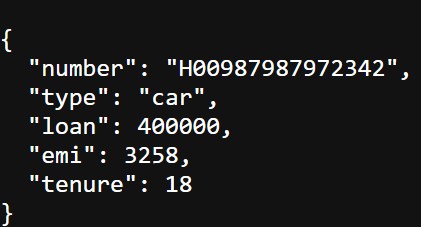 {
  "number": "H00987987972342",
  "type": "car",
  "loan": 400000,
  "emi": 3258,
  "tenure": 18
}